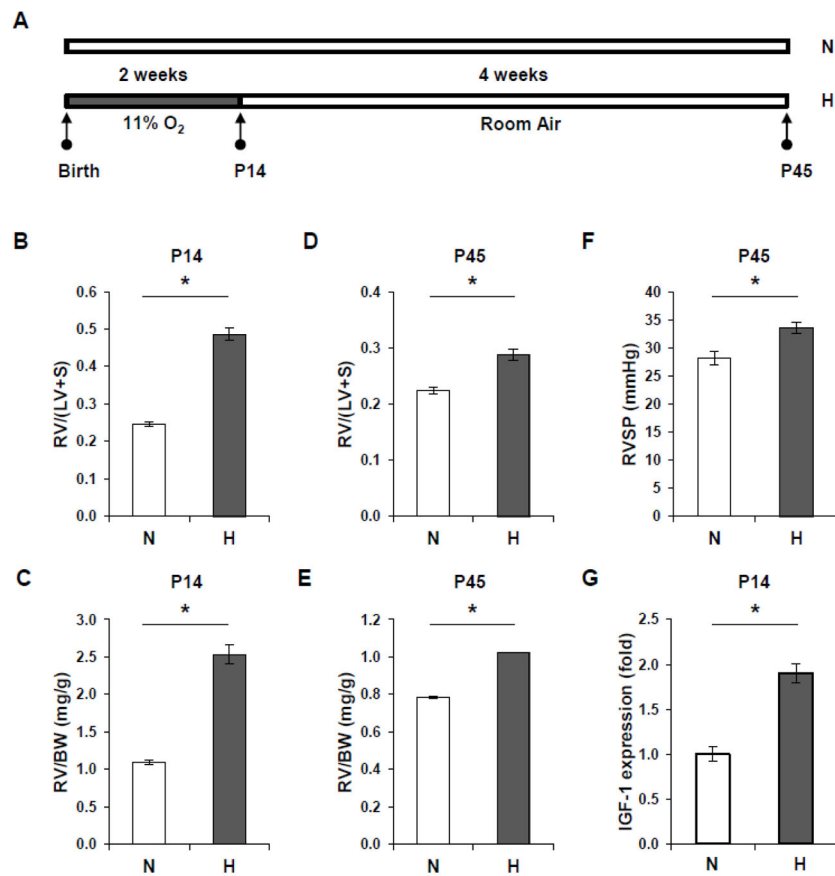 A
N
2 weeks 4 weeks
H
11% O₂ Room Air
Birth P14 P45
B
P14
*
RV/(LV+S)
0.6
0.5
0.4
0.3
0.2
0.1
0.0
N H
D
P45
*
RV/(LV+S)
0.4
0.3
0.2
0.1
0.0
N H
F
P45
*
RVSP (mmHg)
40
35
30
25
20
15
10
5
0
N H
C
P14
*
RV/BW (mg/g)
3.0
2.5
2.0
1.5
1.0
0.5
0.0
N H
E
P45
*
RV/BW (mg/g)
1.2
1.0
0.8
0.6
0.4
0.2
0.0
N H
G
P14
*
IGF-1 expression (fold)
2.5
2.0
1.5
1.0
0.5
0.0
N H